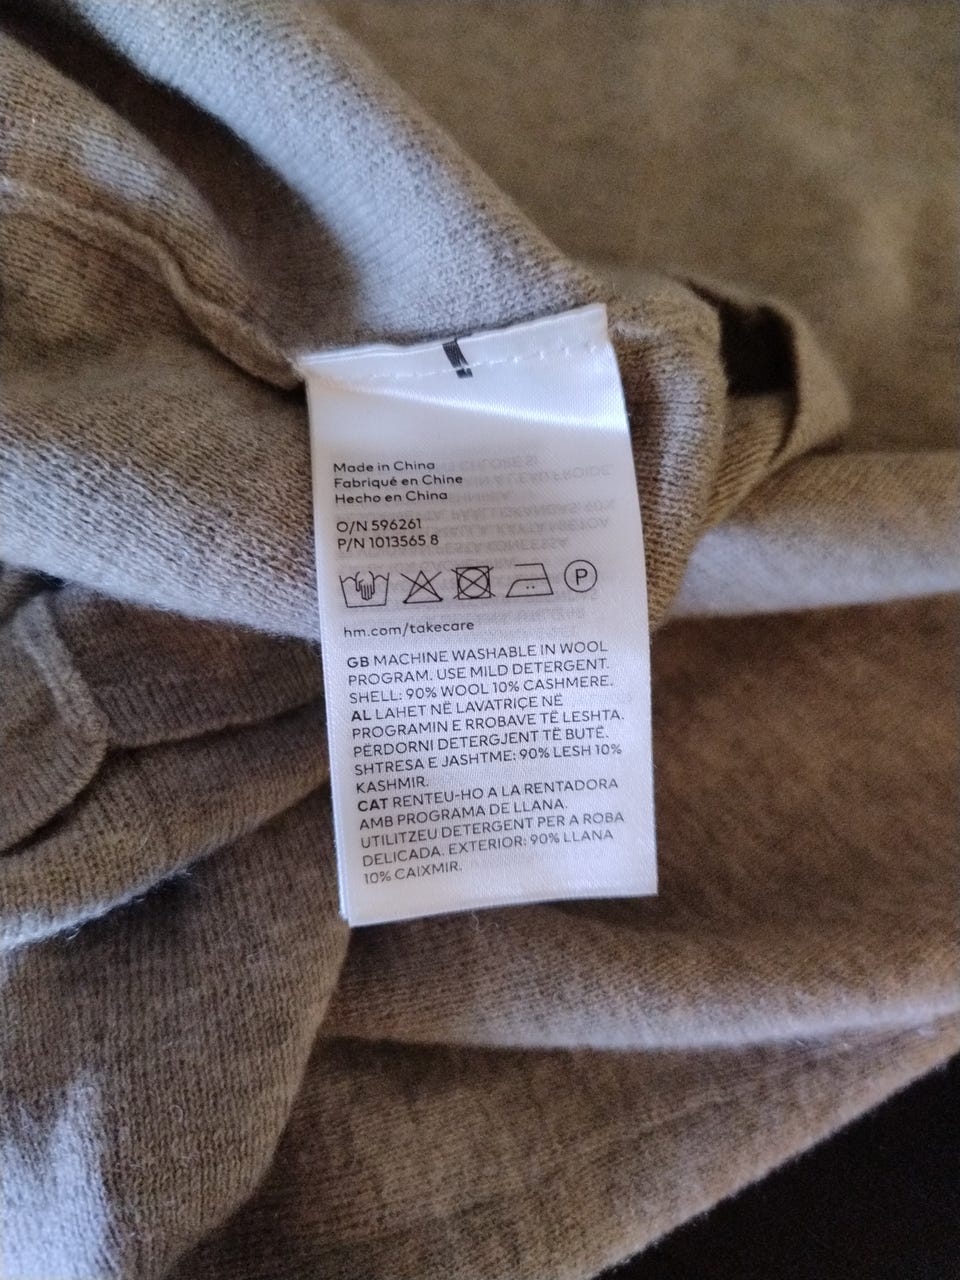 Made in China
Fabriqué en Chine
Hecho en China
O/N 596261
P/N 1013565 8
P
hm.com/takecare
GB MACHINE WASHABLE IN WOOL
PROGRAM. USE MILD DETERGENT.
SHELL: 90% WOOL 10% CASHMERE.
AL LAHET NË LAVATRIÇE NË
PROGRAMIN E RROBAVE TË LESHTA.
PËRDORNI DETERGJENT TË BUTË.
SHTRESA E JASHTME: 90% LESH 10%
KASHMIR.
CAT RENTEU-HO A LA RENTADORA
AMB PROGRAMA DE LLANA.
UTILITZEU DETERGENT PER A ROBA
DELICADA. EXTERIOR: 90% LLANA
10% CAIXMIR.